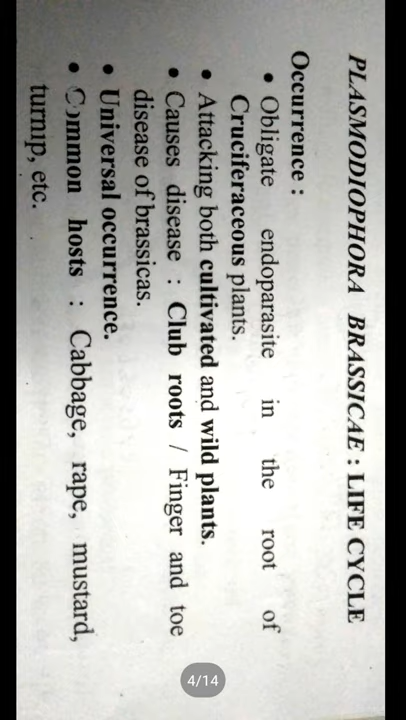 PLASMODIOPHORA BRASSICAE : LIFE CYCLE
Occurrence :
• Obligate endoparasite in the root of
Cruciferaceous plants.
• Attacking both cultivated and wild plants.
• Causes disease : Club roots / Finger and toe
disease of brassicas.
• Universal occurrence.
• Common hosts : Cabbage, rape, mustard,
turnip, etc.
4/14